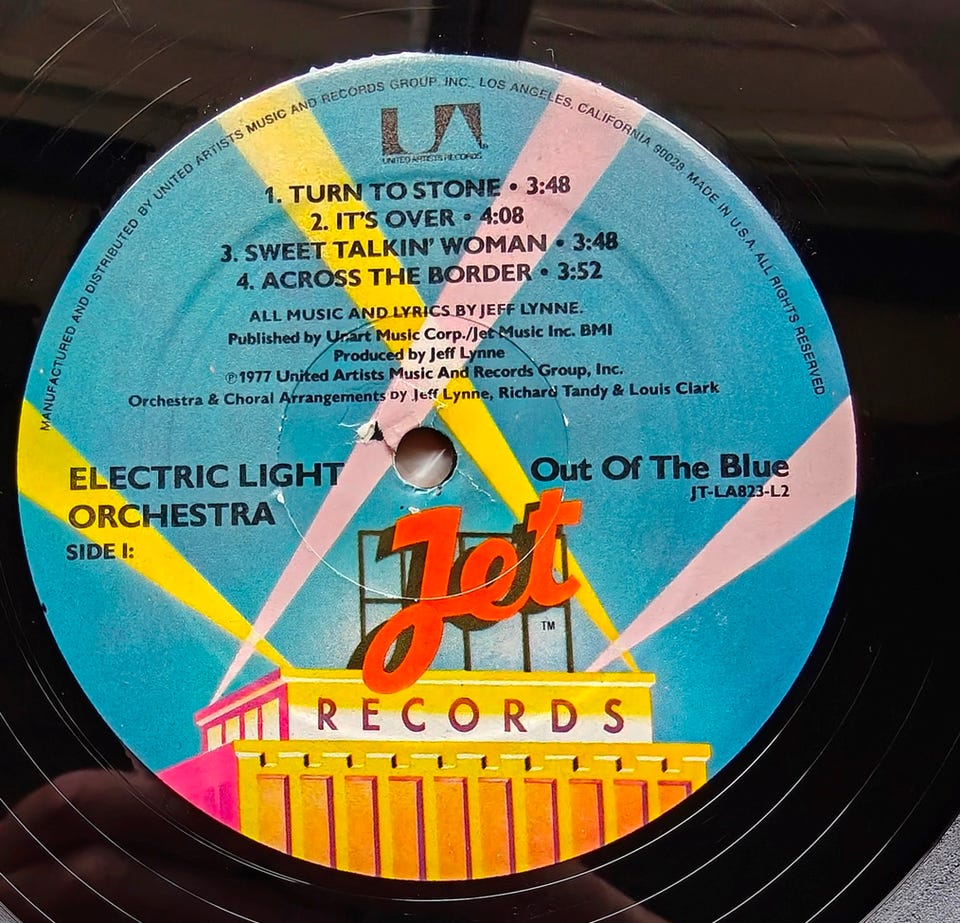 MANUFACTURED AND DISTRIBUTED BY UNITED ARTISTS MUSIC AND RECORDS GROUP, INC., LOS ANGELES, CALIFORNIA 90028 MADE IN U.S.A. ALL RIGHTS RESERVED
UA
UNITED ARTISTS RECORDS
1. TURN TO STONE • 3:48
2. IT'S OVER • 4:08
3. SWEET TALKIN' WOMAN • 3:48
4. ACROSS THE BORDER • 3:52
ALL MUSIC AND LYRICS BY JEFF LYNNE.
Published by Unart Music Corp./Jet Music Inc. BMI
Produced by Jeff Lynne
℗1977 United Artists Music And Records Group, Inc.
Orchestra & Choral Arrangements by Jeff Lynne, Richard Tandy & Louis Clark
ELECTRIC LIGHT
ORCHESTRA
SIDE 1:
Out Of The Blue
JT-LA823-L2
Jet
TM
RECORDS